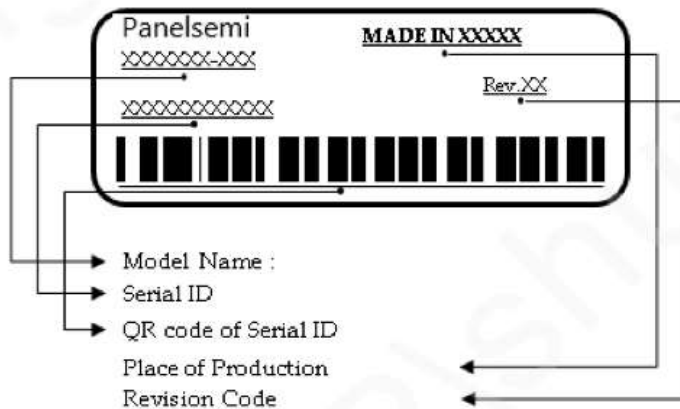 Panelsemi
MADE IN XXXXX
XXXXXXX-XXX
Rev.XX
XXXXXXXXXXXXX
Model Name :
Serial ID
QR code of Serial ID
Place of Production
Revision Code